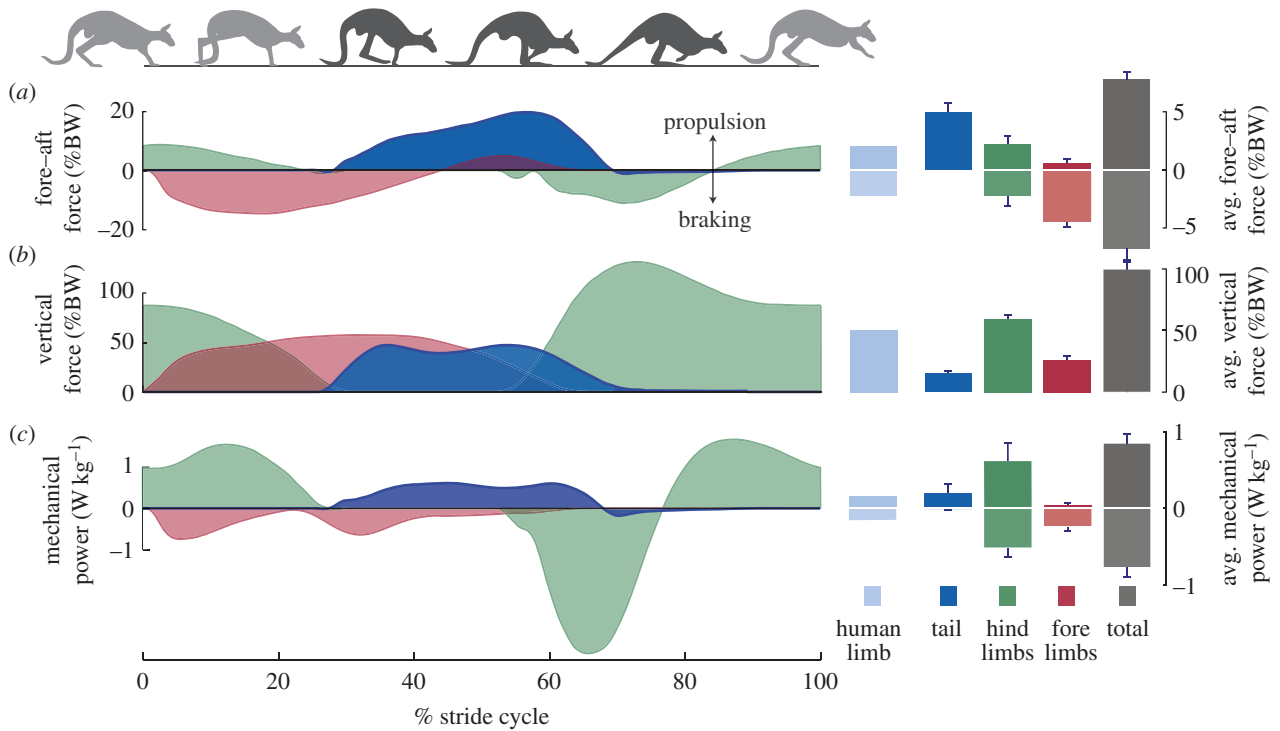 (a)
fore–aft
force (%BW)
20
0
–20
propulsion
braking
5
0
–5
avg. fore–aft
force (%BW)
(b)
vertical
force (%BW)
100
50
0
100
50
0
avg. vertical
force (%BW)
(c)
mechanical
power (W kg–1)
1
0
–1
1
0
–1
avg. mechanical
power (W kg–1)
human
limb
tail
hind
limbs
fore
limbs
total
0
20
40
60
80
100
% stride cycle